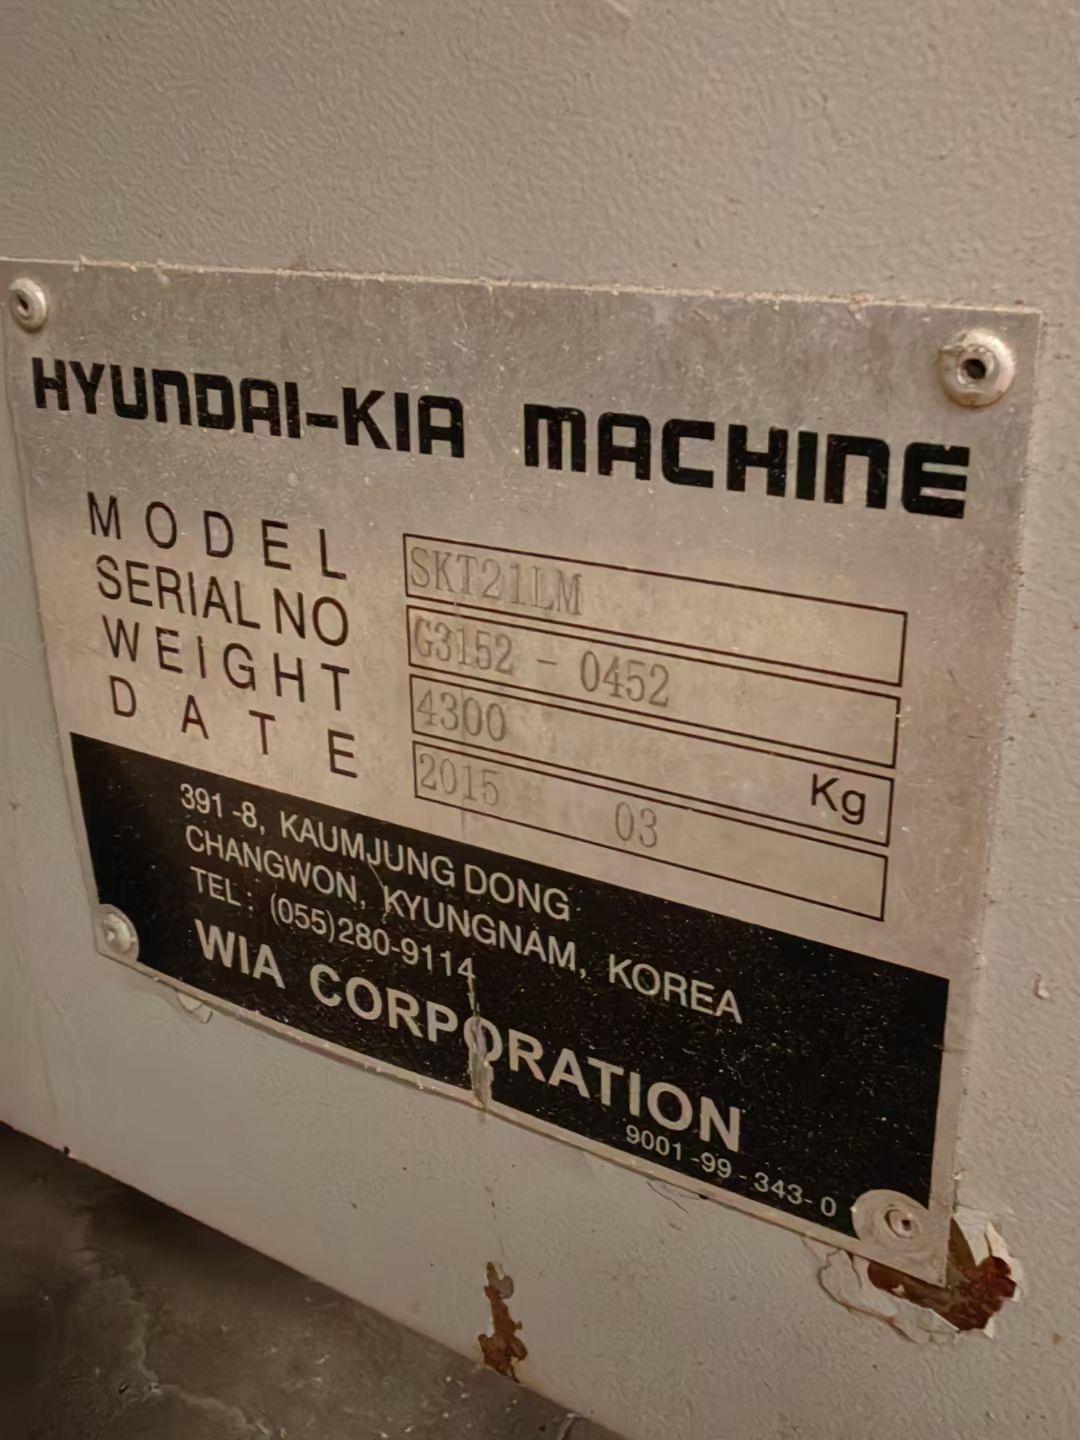 HYUNDAI-KIA MACHINE
MODEL SKT21LM
SERIAL NO G3152 - 0452
WEIGHT 4300 Kg
DATE 2015 03
391-8, KAUMJUNG DONG
CHANGWON, KYUNGNAM, KOREA
TEL : (055)280-9114
WIA CORPORATION
9001-99-343-0